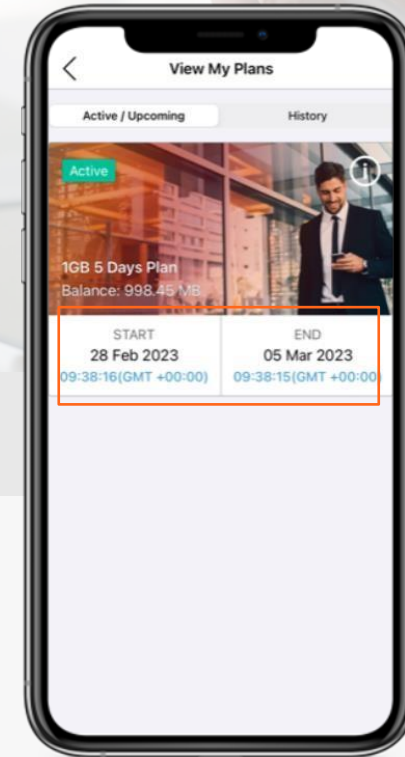 View My Plans
Active / Upcoming
History
Active
1GB 5 Days Plan
Balance: 998.45 MB
START
28 Feb 2023
09:38:16(GMT +00:00)
END
05 Mar 2023
09:38:15(GMT +00:00)